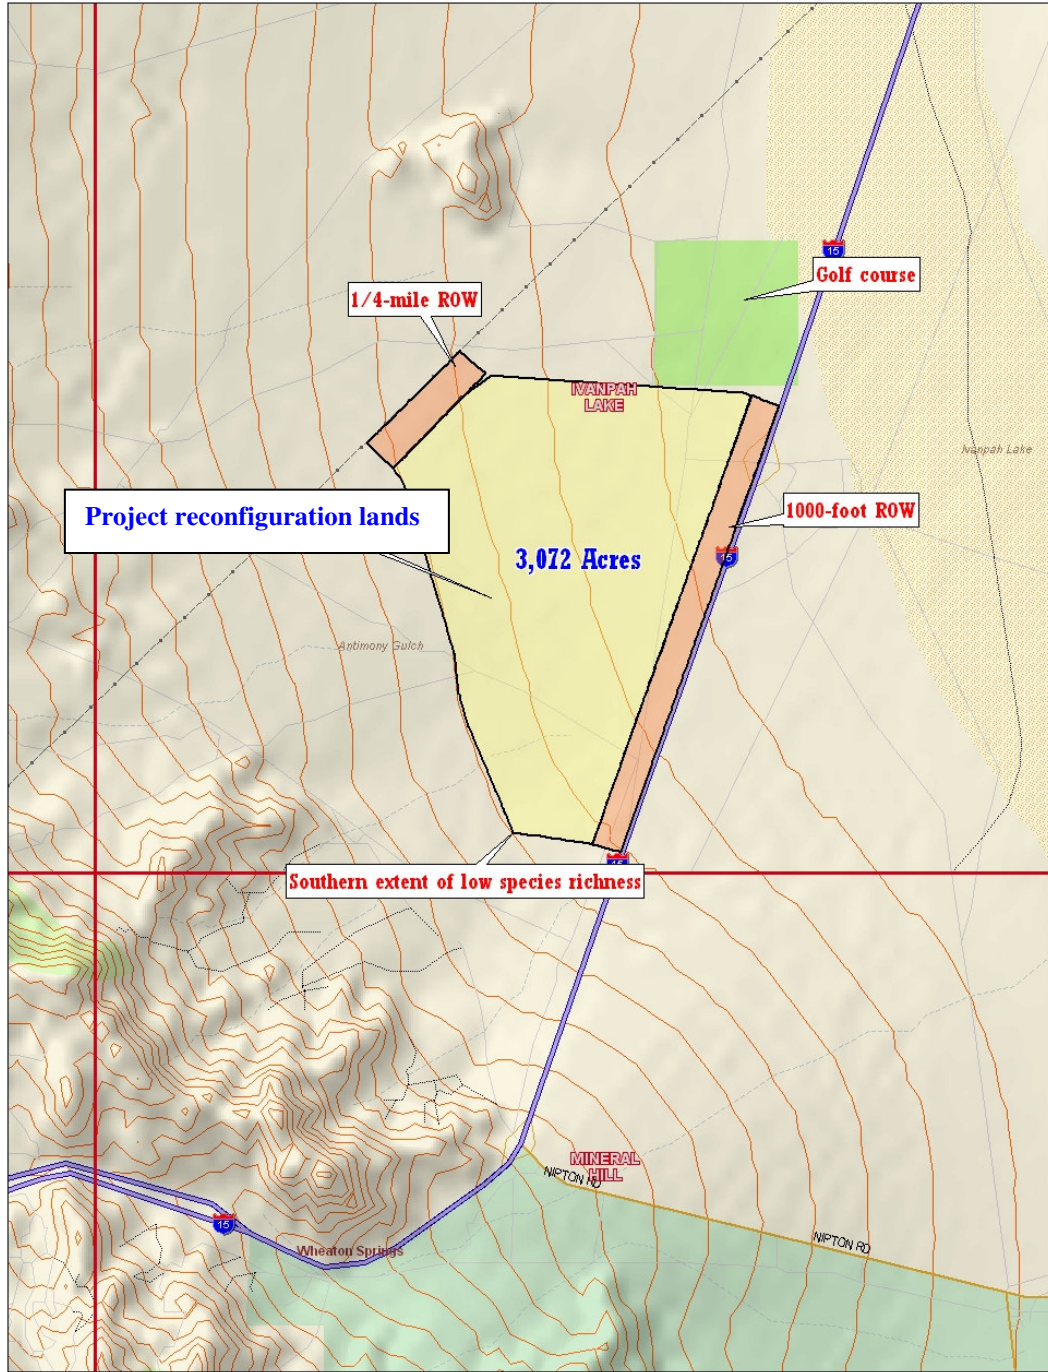 15
Golf course
1/4-mile ROW
IVANPAH
LAKE
Ivanpah Lake
Project reconfiguration lands
1000-foot ROW
3,072 Acres
15
Antimony Gulch
15
Southern extent of low species richness
MINERAL
HILL
NIPTON RD
NIPTON RD
15
Wheaton Springs